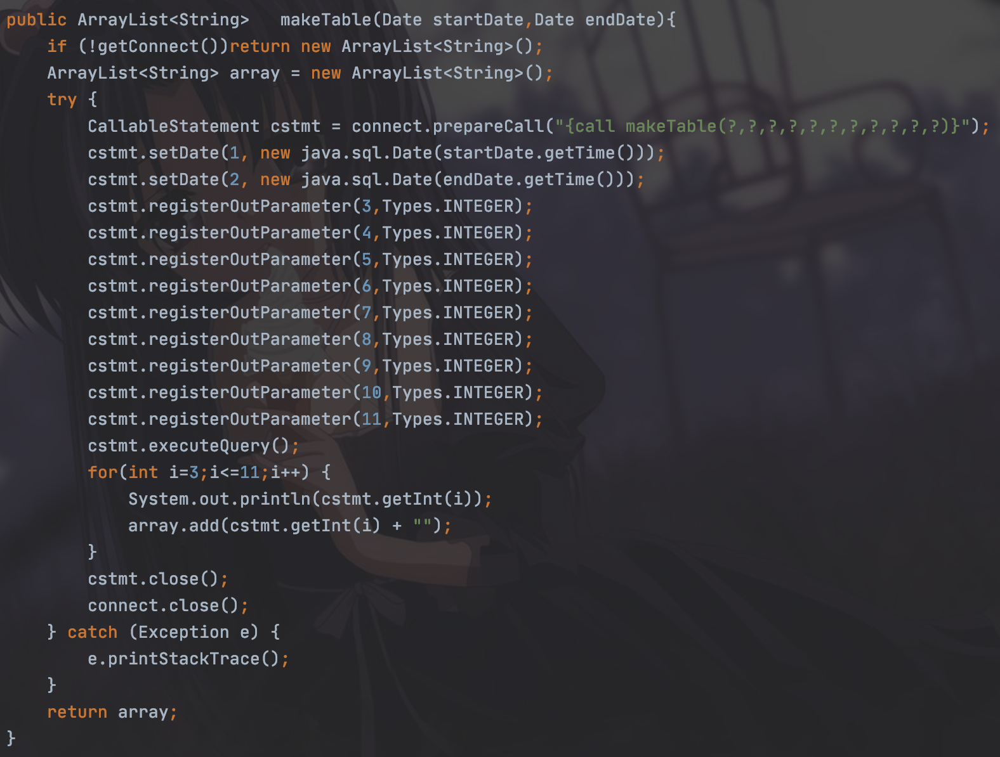 public ArrayList<String>   makeTable(Date startDate,Date endDate){
    if (!getConnect())return new ArrayList<String>();
    ArrayList<String> array = new ArrayList<String>();
    try {
        CallableStatement cstmt = connect.prepareCall("{call makeTable(?,?,?,?,?,?,?,?,?,?,?)}");
        cstmt.setDate(1, new java.sql.Date(startDate.getTime()));
        cstmt.setDate(2, new java.sql.Date(endDate.getTime()));
        cstmt.registerOutParameter(3,Types.INTEGER);
        cstmt.registerOutParameter(4,Types.INTEGER);
        cstmt.registerOutParameter(5,Types.INTEGER);
        cstmt.registerOutParameter(6,Types.INTEGER);
        cstmt.registerOutParameter(7,Types.INTEGER);
        cstmt.registerOutParameter(8,Types.INTEGER);
        cstmt.registerOutParameter(9,Types.INTEGER);
        cstmt.registerOutParameter(10,Types.INTEGER);
        cstmt.registerOutParameter(11,Types.INTEGER);
        cstmt.executeQuery();
        for(int i=3;i<=11;i++) {
            System.out.println(cstmt.getInt(i));
            array.add(cstmt.getInt(i) + "");
        }
        cstmt.close();
        connect.close();
    } catch (Exception e) {
        e.printStackTrace();
    }
    return array;
}